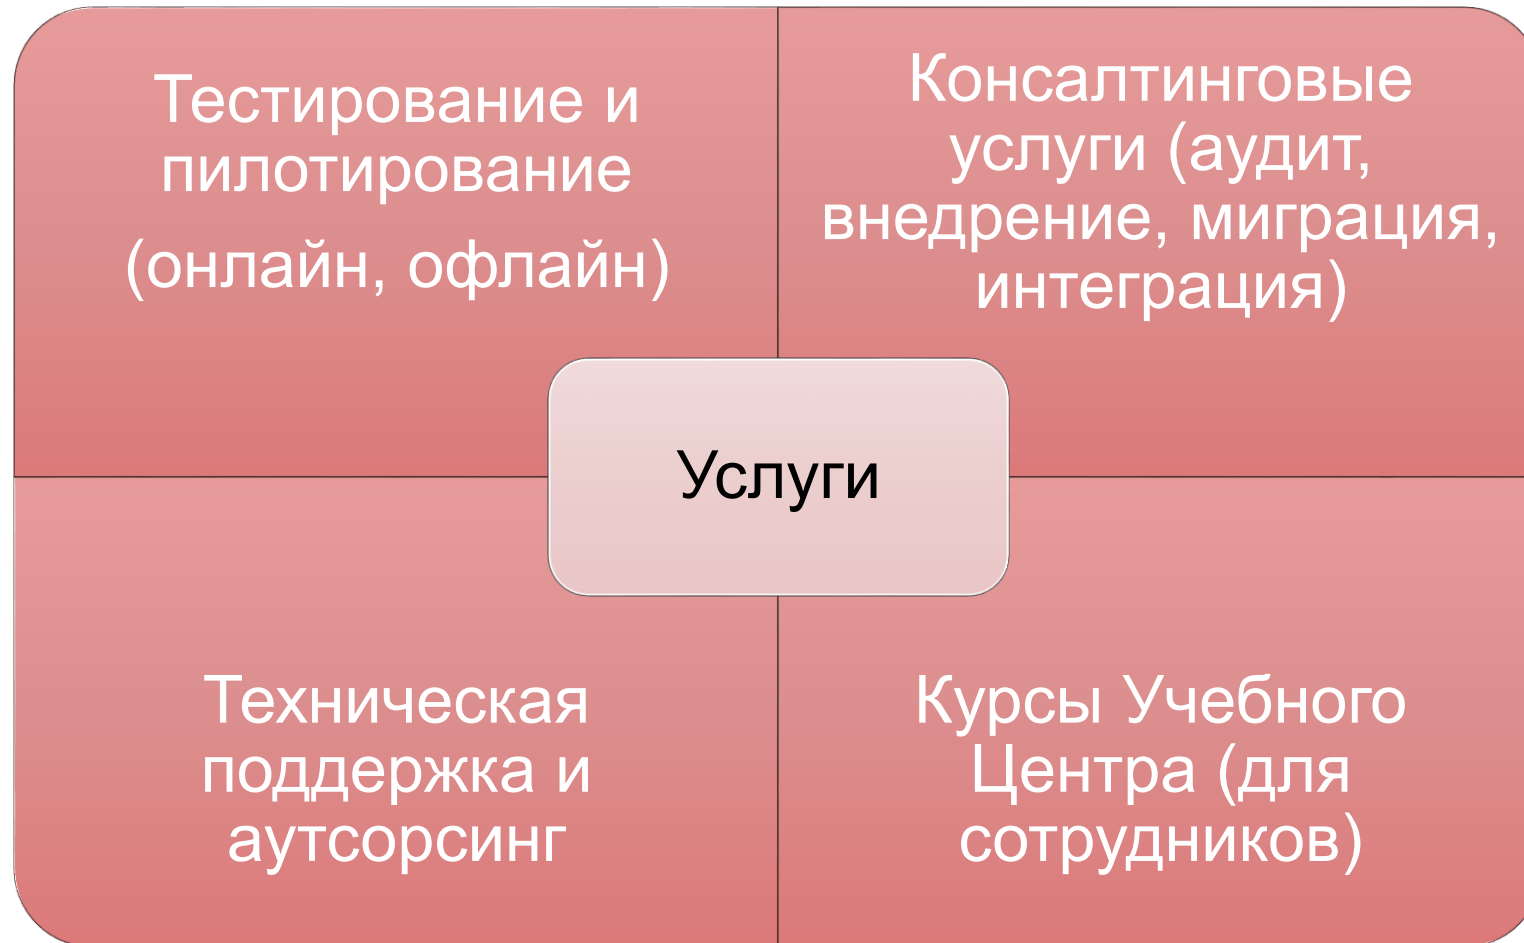 Тестирование и
пилотирование
(онлайн, офлайн)
Консалтинговые
услуги (аудит,
внедрение, миграция,
интеграция)
Услуги
Техническая
поддержка и
аутсорсинг
Курсы Учебного
Центра (для
сотрудников)